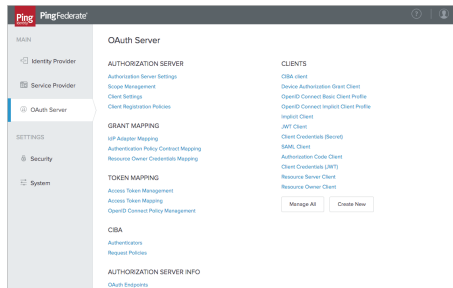 Ping
PingFederate®
MAIN
Identity Provider
Service Provider
OAuth Server
SETTINGS
Security
System
OAuth Server
AUTHORIZATION SERVER
Authorization Server Settings
Scope Management
Client Settings
Client Registration Policies
GRANT MAPPING
IdP Adapter Mapping
Authentication Policy Contract Mapping
Resource Owner Credentials Mapping
TOKEN MAPPING
Access Token Management
Access Token Mapping
OpenID Connect Policy Management
CIBA
Authenticators
Request Policies
AUTHORIZATION SERVER INFO
OAuth Endpoints
CLIENTS
CIBA client
Device Authorization Grant Client
OpenID Connect Basic Client Profile
OpenID Connect Implicit Client Profile
Implicit Client
JWT Client
Client Credentials (Secret)
SAML Client
Authorization Code Client
Client Credentials (JWT)
Resource Server Client
Resource Owner Client
Manage All
Create New